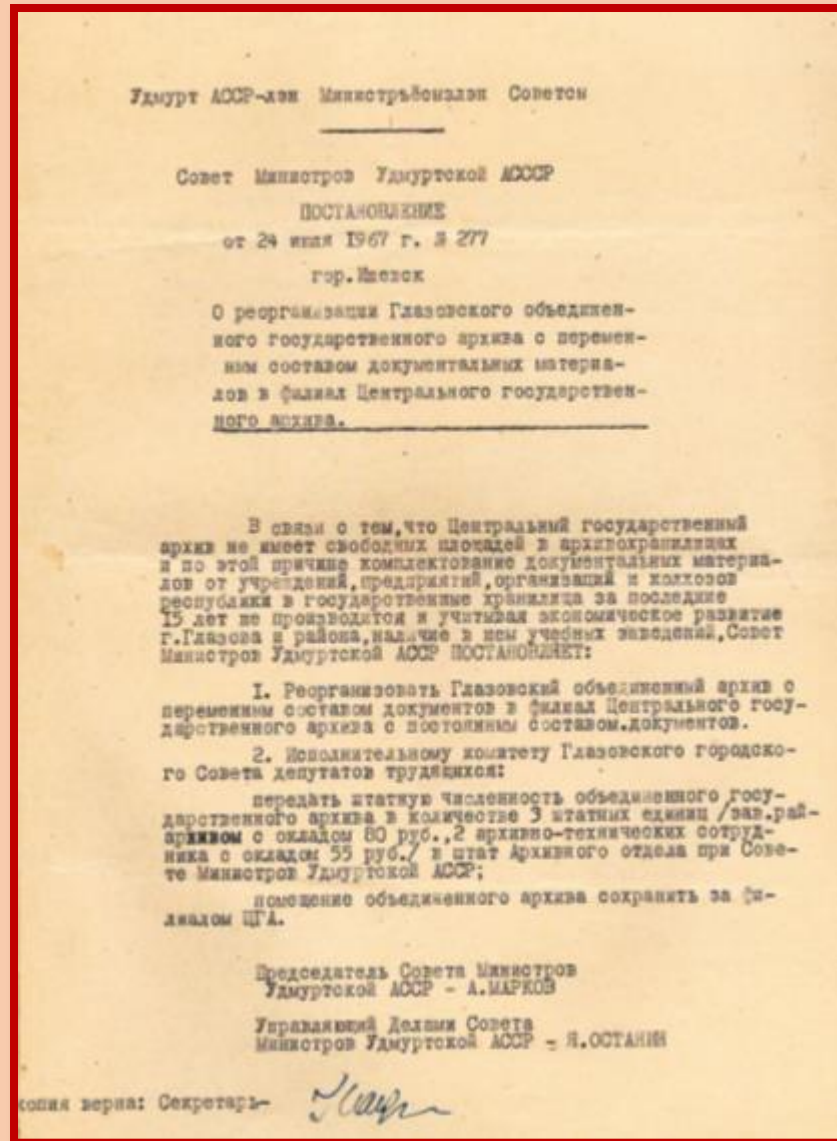 Удмурт АССР-лэн Министръёсызлэн Советсы
Совет Министров Удмуртской АСССР
ПОСТАНОВЛЕНИЕ
от 24 июля 1967 г. № 277
гор.Ижевск
О реорганизации Глазовского объединен-
ного государственного архива с перемен-
ным составом документальных материа-
лов в филиал Центрального государствен-
ного архива.
В связи с тем,что Центральный государственный
архив не имеет свободных площадей в архивохранилищах
и по этой причине комплектование документальных материа-
лов от учреждений,предприятий,организаций и колхозов
республики в государственные хранилища за последние
15 лет не производится и учитывая экономическое развитие
г.Глазова и района,наличие в нем учебных заведений,Совет
Министров Удмуртской АССР ПОСТАНОВЛЯЕТ:
I. Реорганизовать Глазовский объединенный архив с
переменным составом документов в филиал Центрального госу-
дарственного архива с постоянным составом.документов.
2. Исполнительному комитету Глазовского городско-
го Совета депутатов трудящихся:
передать штатную численность объединенного госу-
дарственного архива в количестве 3 штатных единиц /зав.рай-
архивом с окладом 80 руб.,2 архивно-технических сотруд-
ника с окладом 55 руб./ в штат Архивного отдела при Сове-
те Министров Удмуртской АССР;
помещение объединенного архива сохранить за фи-
лиалом ЦГА.
Председатель Совета Министров
Удмуртской АССР - А.МАРКОВ
Управляющий Делами Совета
Министров Удмуртской АССР - Я.ОСТАНИН
копия верна: Секретарь-